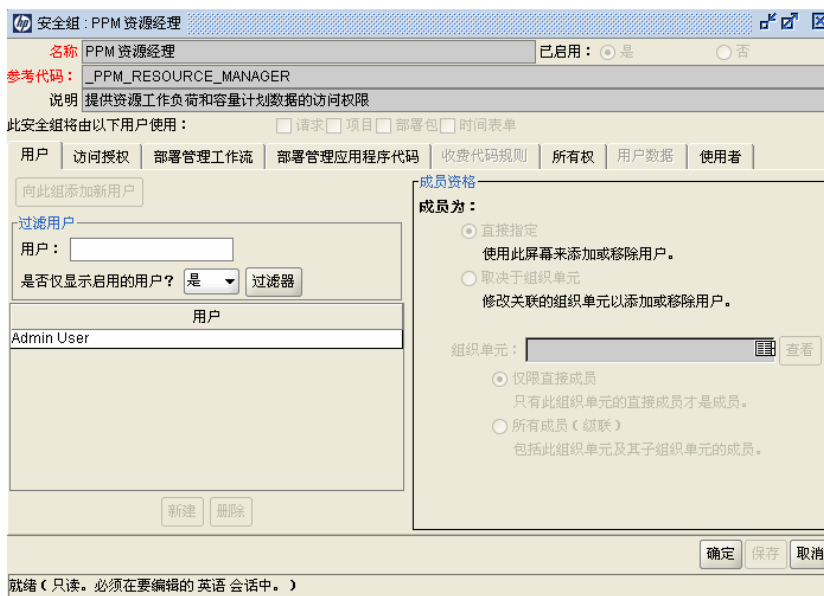 hp 安全组 : PPM 资源经理
名称 PPM 资源经理 已启用： 是 否
参考代码： _PPM_RESOURCE_MANAGER
说明 提供资源工作负荷和容量计划数据的访问权限
此安全组将由以下用户使用： 请求 项目 部署包 时间表单
用户 访问授权 部署管理工作流 部署管理应用程序代码 收费代码规则 所有权 用户数据 使用者
向此组添加新用户
过滤用户
用户：
是否仅显示启用的用户？ 是 过滤器
用户
Admin User
新建 删除
成员资格
成员为：
直接指定
使用此屏幕来添加或移除用户。
取决于组织单元
修改关联的组织单元以添加或移除用户。
组织单元： 查看
仅限直接成员
只有此组织单元的直接成员才是成员。
所有成员（级联）
包括此组织单元及其子组织单元的成员。
确定 保存 取消
就绪（只读。必须在要编辑的 英语 会话中。）